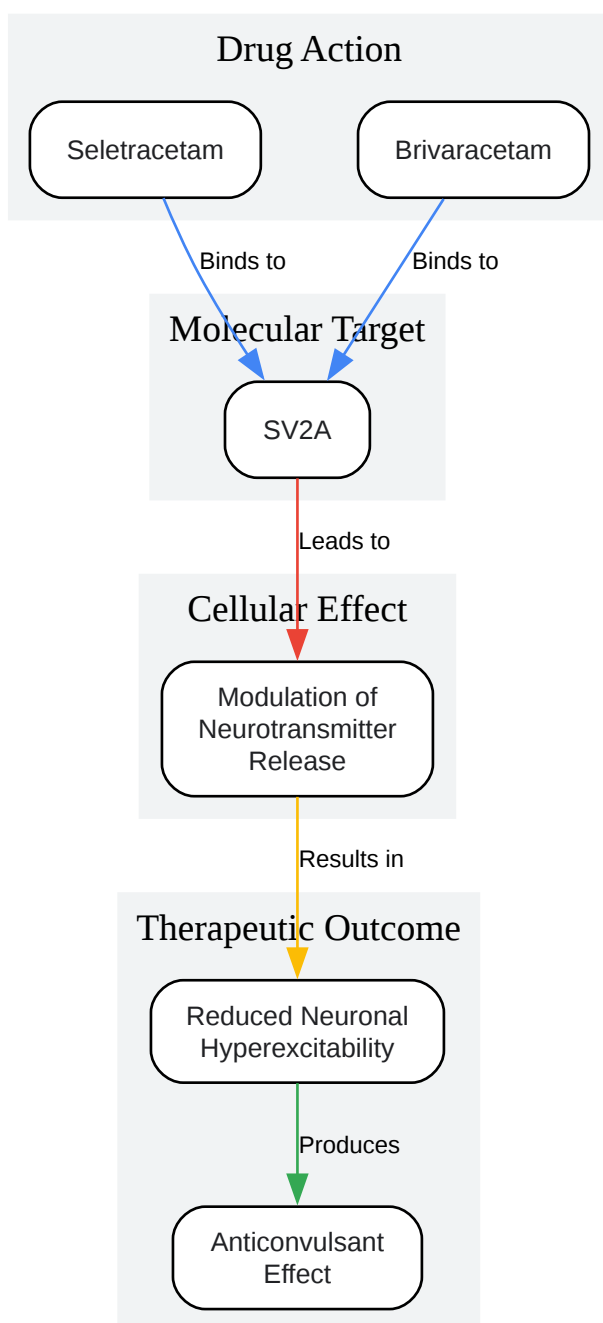 Drug Action
Seletracetam
Brivaracetam
Binds to
Binds to
Molecular Target
SV2A
Leads to
Cellular Effect
Modulation of
Neurotransmitter
Release
Results in
Therapeutic Outcome
Reduced Neuronal
Hyperexcitability
Produces
Anticonvulsant
Effect